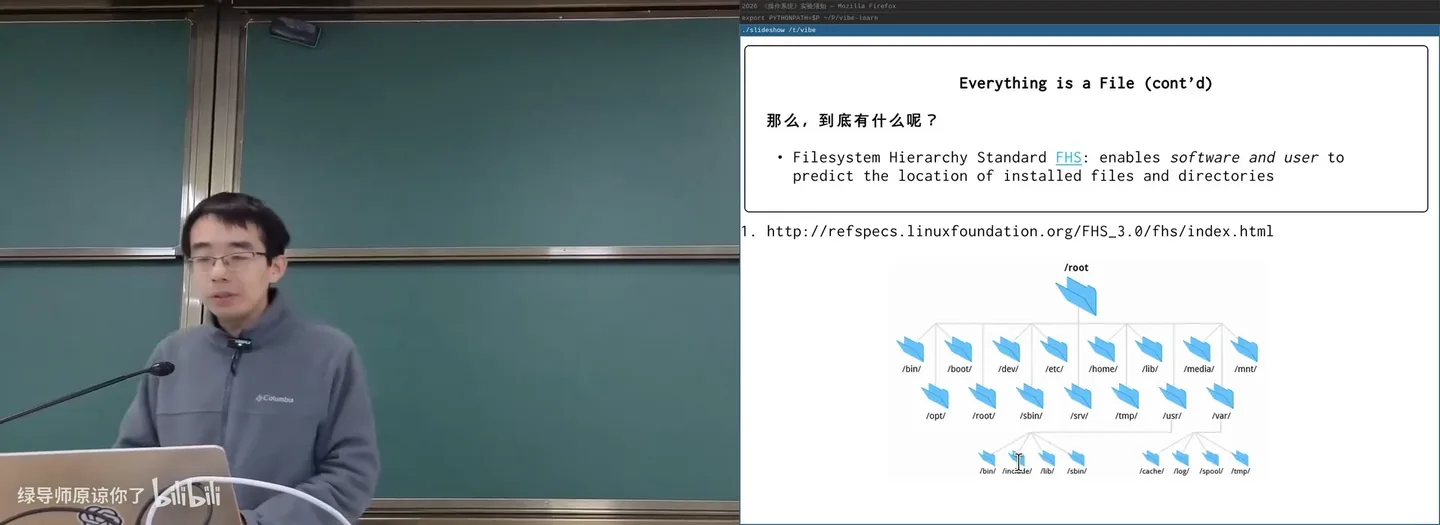 2026 《操作系统》实验须知 — Mozilla Firefox
export PYTHONPATH=$P ~/P/vibe-learn
./slideshow /t/vibe
Everything is a File (cont’d)
那么，到底有什么呢？
• Filesystem Hierarchy Standard FHS: enables software and user to
predict the location of installed files and directories
1. http://refspecs.linuxfoundation.org/FHS_3.0/fhs/index.html
/root
/bin/ /boot/ /dev/ /etc/ /home/ /lib/ /media/ /mnt/
/opt/ /root/ /sbin/ /srv/ /tmp/ /usr/ /var/
/bin/ /include/ /lib/ /sbin/ /cache/ /log/ /spool/ /tmp/
Columbia
绿导师原谅你了 bilibili